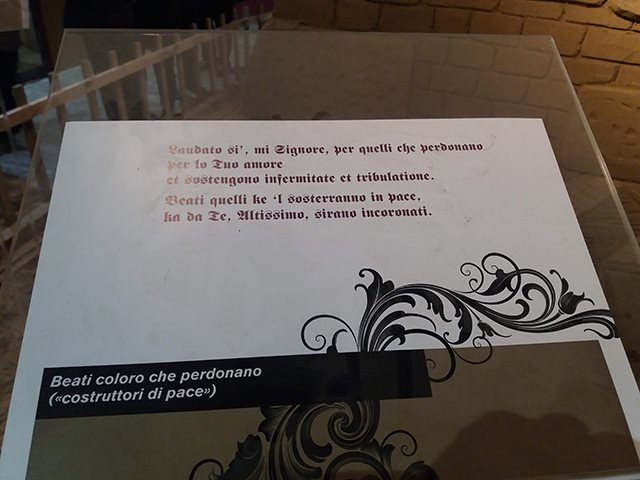 Laudato si', mi Signore, per quelli che perdonano
per lo Tuo amore
et sostengono infermitate et tribulatione.
Beati quelli ke 'l sosterranno in pace,
ka da Te, Altissimo, sirano incoronati.
Beati coloro che perdonano
(«costruttori di pace»)